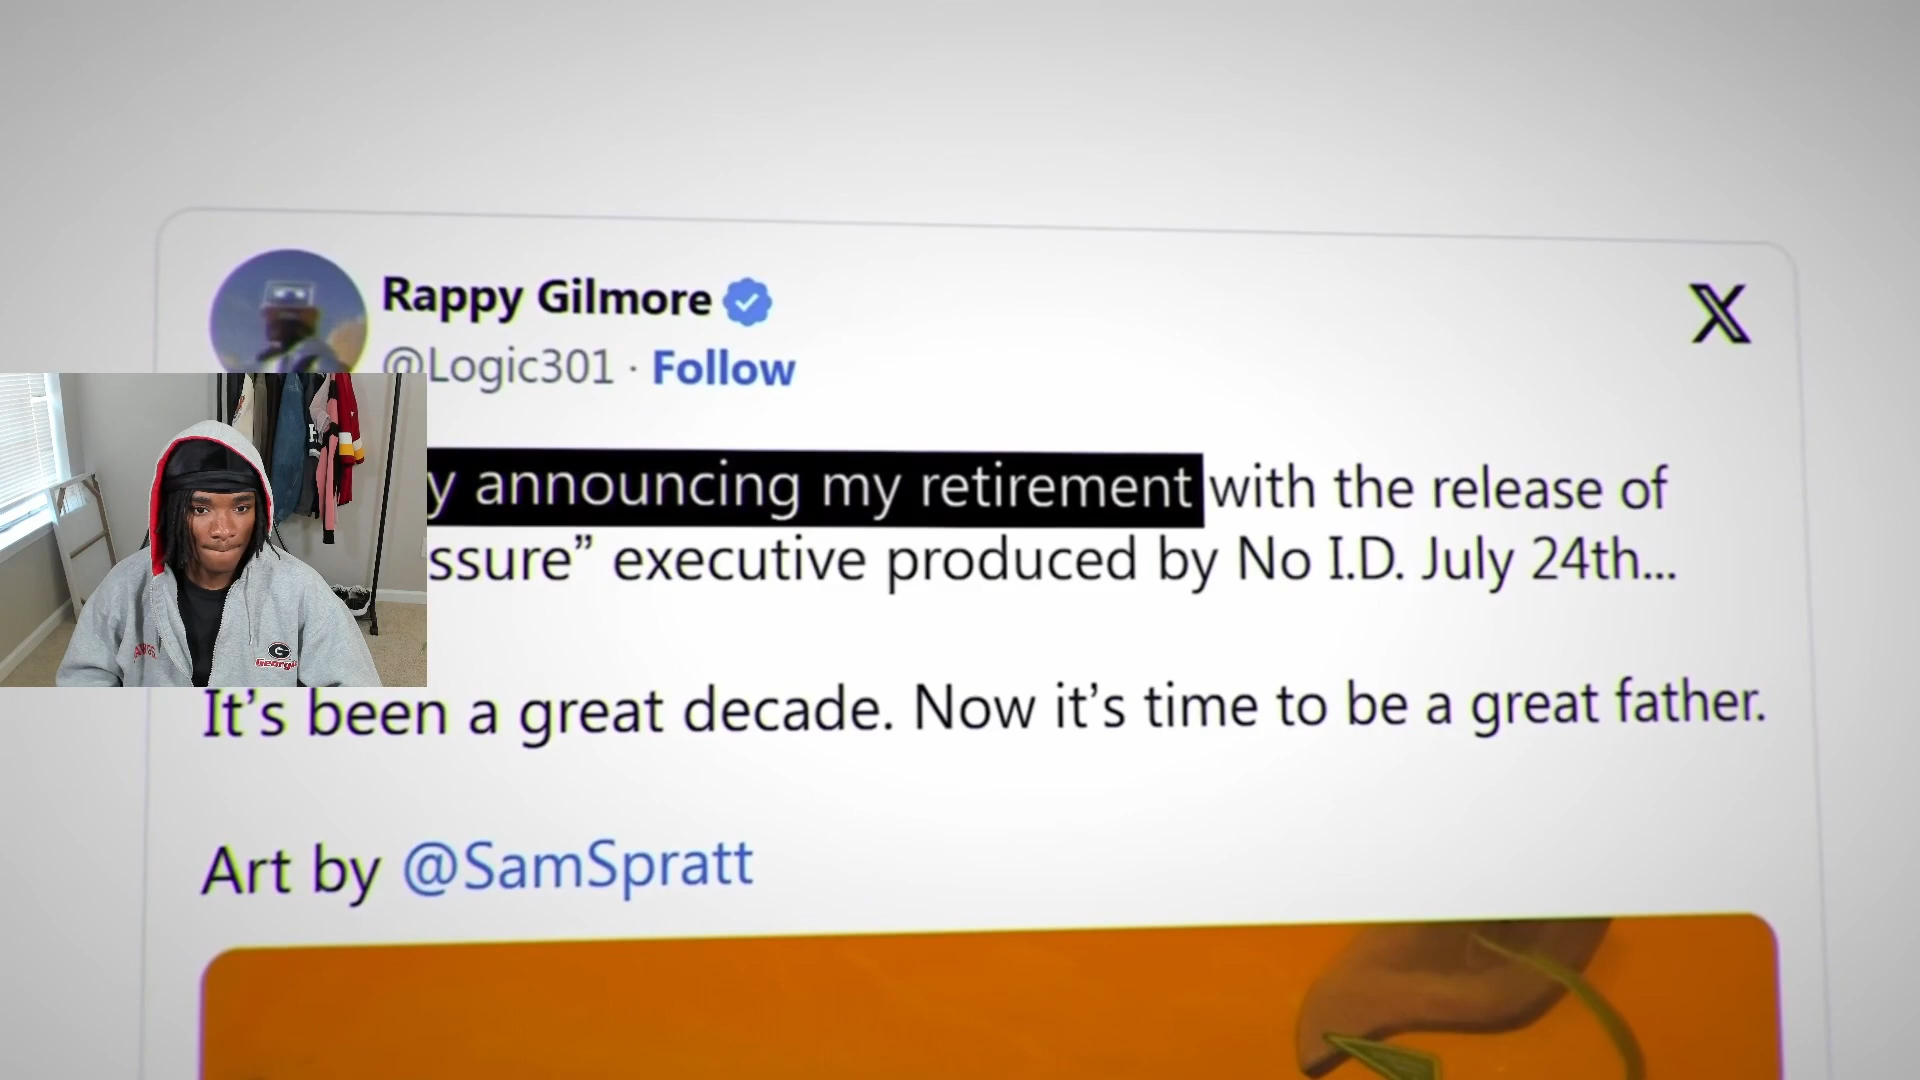 Rappy Gilmore
@Logic301 · Follow
X
y announcing my retirement with the release of
ssure” executive produced by No I.D. July 24th...
It’s been a great decade. Now it’s time to be a great father.
Art by @SamSpratt
G
Georgia